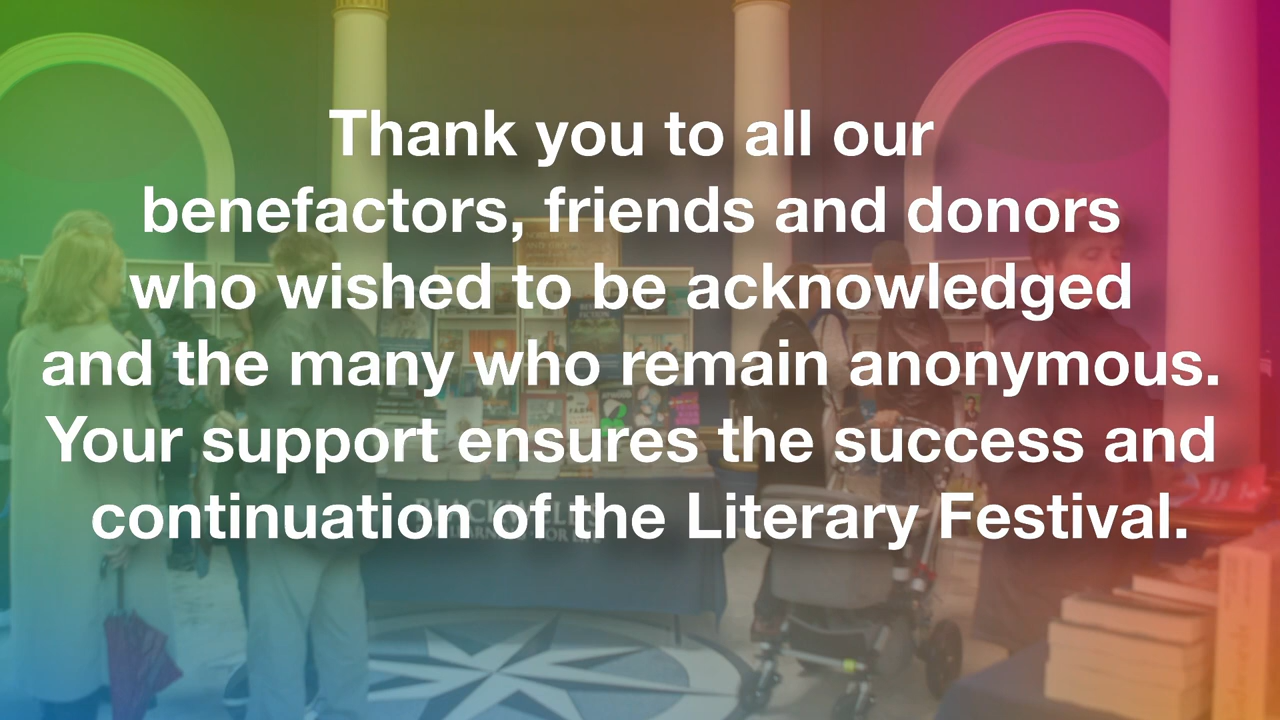 Thank you to all our
benefactors, friends and donors
who wished to be acknowledged
and the many who remain anonymous.
Your support ensures the success and
continuation of the Literary Festival.
BLACKWELL'S